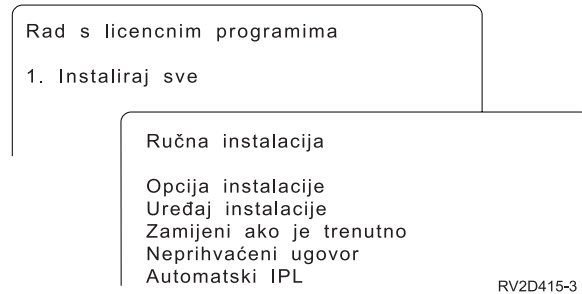 Rad s licencnim programima
1. Instaliraj sve
Ručna instalacija
Opcija instalacije
Uređaj instalacije
Zamijeni ako je trenutno
Neprihvaćeni ugovor
Automatski IPL
RV2D415-3